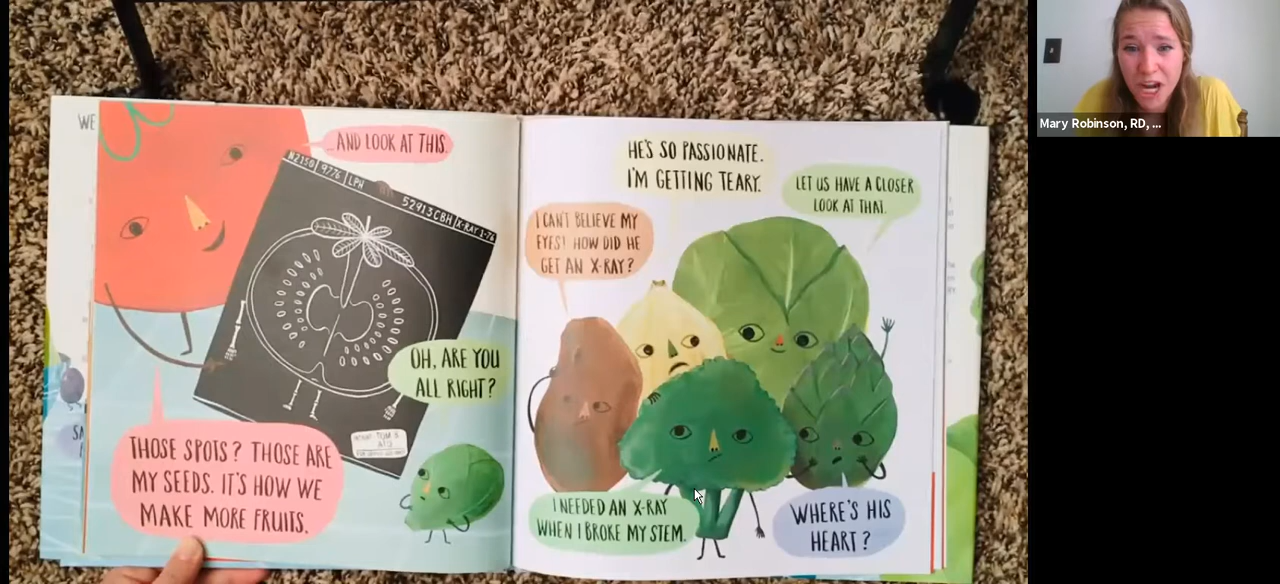 WE
...AND LOOK AT THIS.
N2150 9776 LPH
52913CBH X-RAY 1-76
OH, ARE YOU
ALL RIGHT?
THOSE SPOTS? THOSE ARE
MY SEEDS. IT'S HOW WE
MAKE MORE FRUITS.
HE'S SO PASSIONATE.
I'M GETTING TEARY.
LET US HAVE A CLOSER
LOOK AT THAT.
I CAN'T BELIEVE MY
EYES! HOW DID HE
GET AN X-RAY?
I NEEDED AN X-RAY
WHEN I BROKE MY STEM.
WHERE'S HIS
HEART?
Mary Robinson, RD, ...